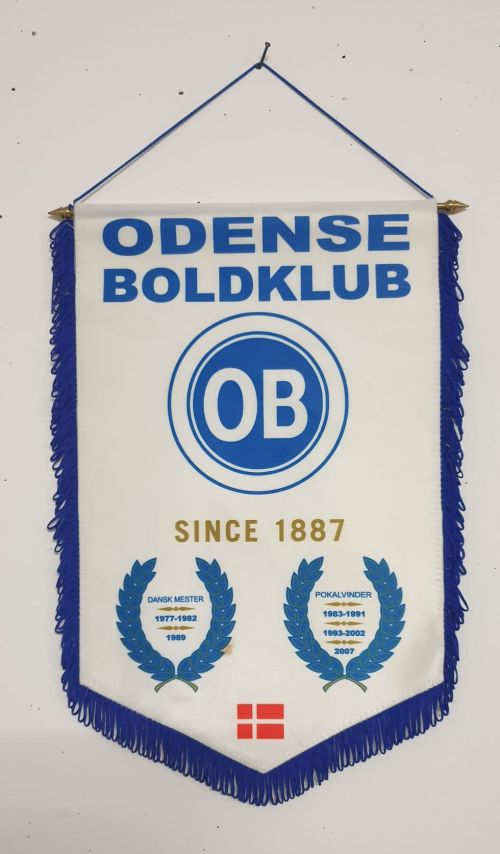 ODENSE
BOLDKLUB
OB
SINCE 1887
DANSK MESTER
1977-1982
1989
POKALVINDER
1983-1991
1993-2002
2007